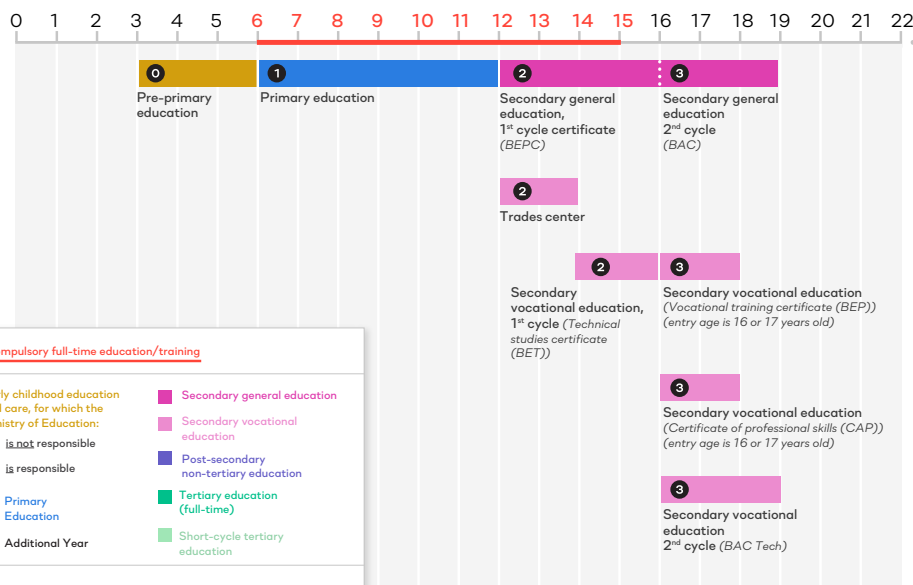 0 1 2 3 4 5 6 7 8 9 10 11 12 13 14 15 16 17 18 19 20 21 22
0
1
2
3
Pre-primary
education
Primary education
Secondary general
education,
1st cycle certificate
(BEPC)
Secondary general
education
2nd cycle
(BAC)
2
Trades center
2
3
Secondary
vocational education,
1st cycle (Technical
studies certificate
(BET))
Secondary vocational education
(Vocational training certificate (BEP))
(entry age is 16 or 17 years old)
3
Secondary vocational education
(Certificate of professional skills (CAP))
(entry age is 16 or 17 years old)
3
Secondary vocational
education
2nd cycle (BAC Tech)
mpulsory full-time education/training
ly childhood education
care, for which the
nistry of Education:
is not responsible
is responsible
Primary
Education
Additional Year
Secondary general education
Secondary vocational
education
Post-secondary
non-tertiary education
Tertiary education
(full-time)
Short-cycle tertiary
education